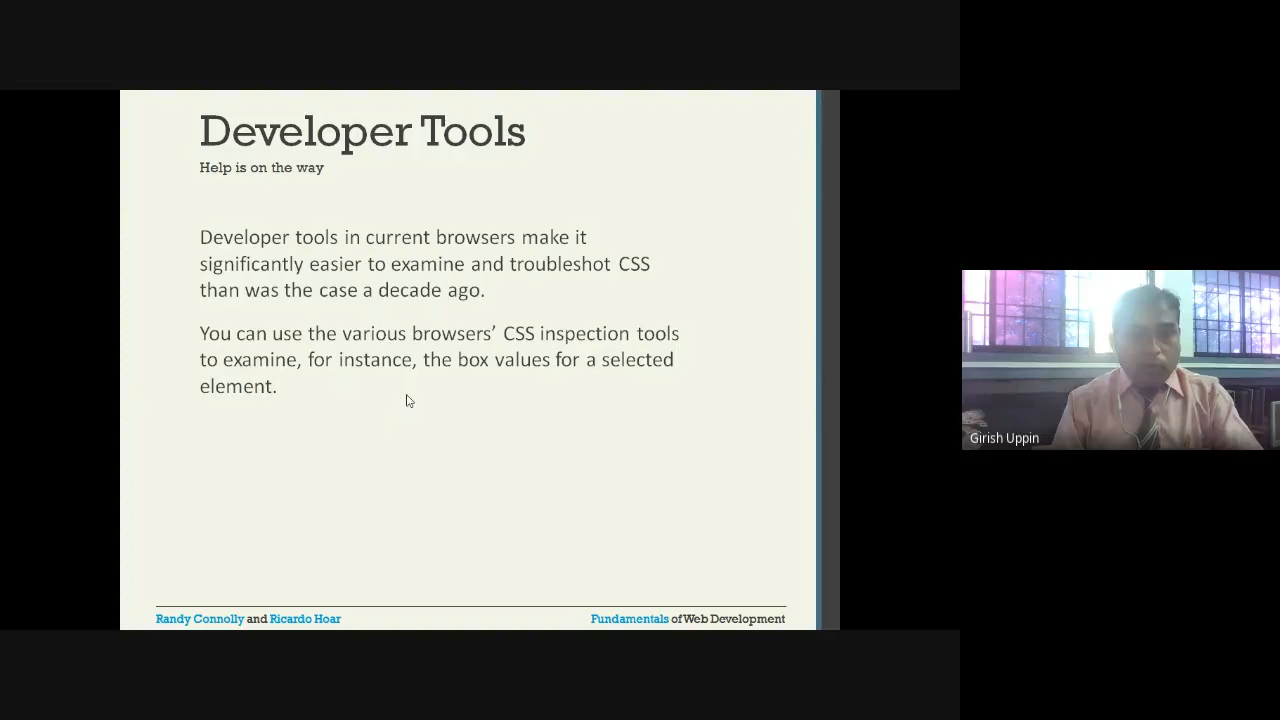 Developer Tools
Help is on the way
Developer tools in current browsers make it
significantly easier to examine and troubleshot CSS
than was the case a decade ago.
You can use the various browsers’ CSS inspection tools
to examine, for instance, the box values for a selected
element.
Randy Connolly and Ricardo Hoar
Fundamentals of Web Development
Girish Uppin